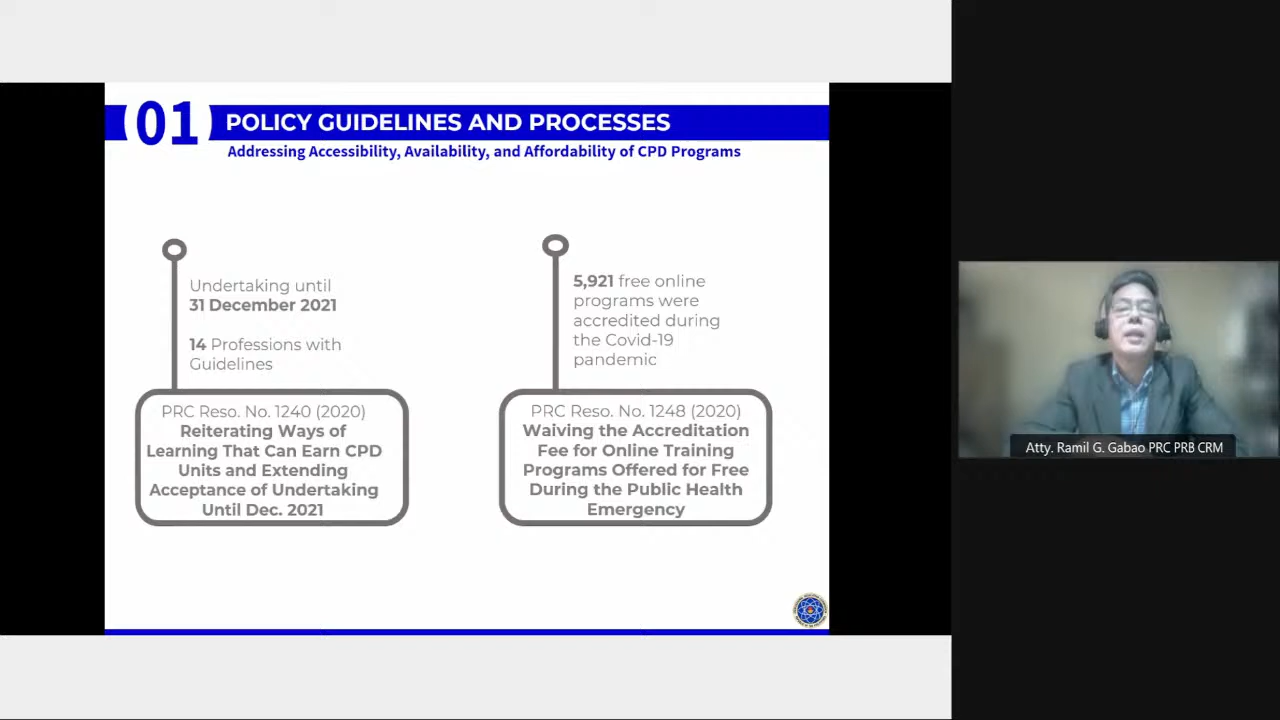 01
POLICY GUIDELINES AND PROCESSES
Addressing Accessibility, Availability, and Affordability of CPD Programs
Undertaking until
31 December 2021
14 Professions with
Guidelines
PRC Reso. No. 1240 (2020)
Reiterating Ways of
Learning That Can Earn CPD
Units and Extending
Acceptance of Undertaking
Until Dec. 2021
5,921 free online
programs were
accredited during
the Covid-19
pandemic
PRC Reso. No. 1248 (2020)
Waiving the Accreditation
Fee for Online Training
Programs Offered for Free
During the Public Health
Emergency
Atty. Ramil G. Gabao PRC PRB CRM